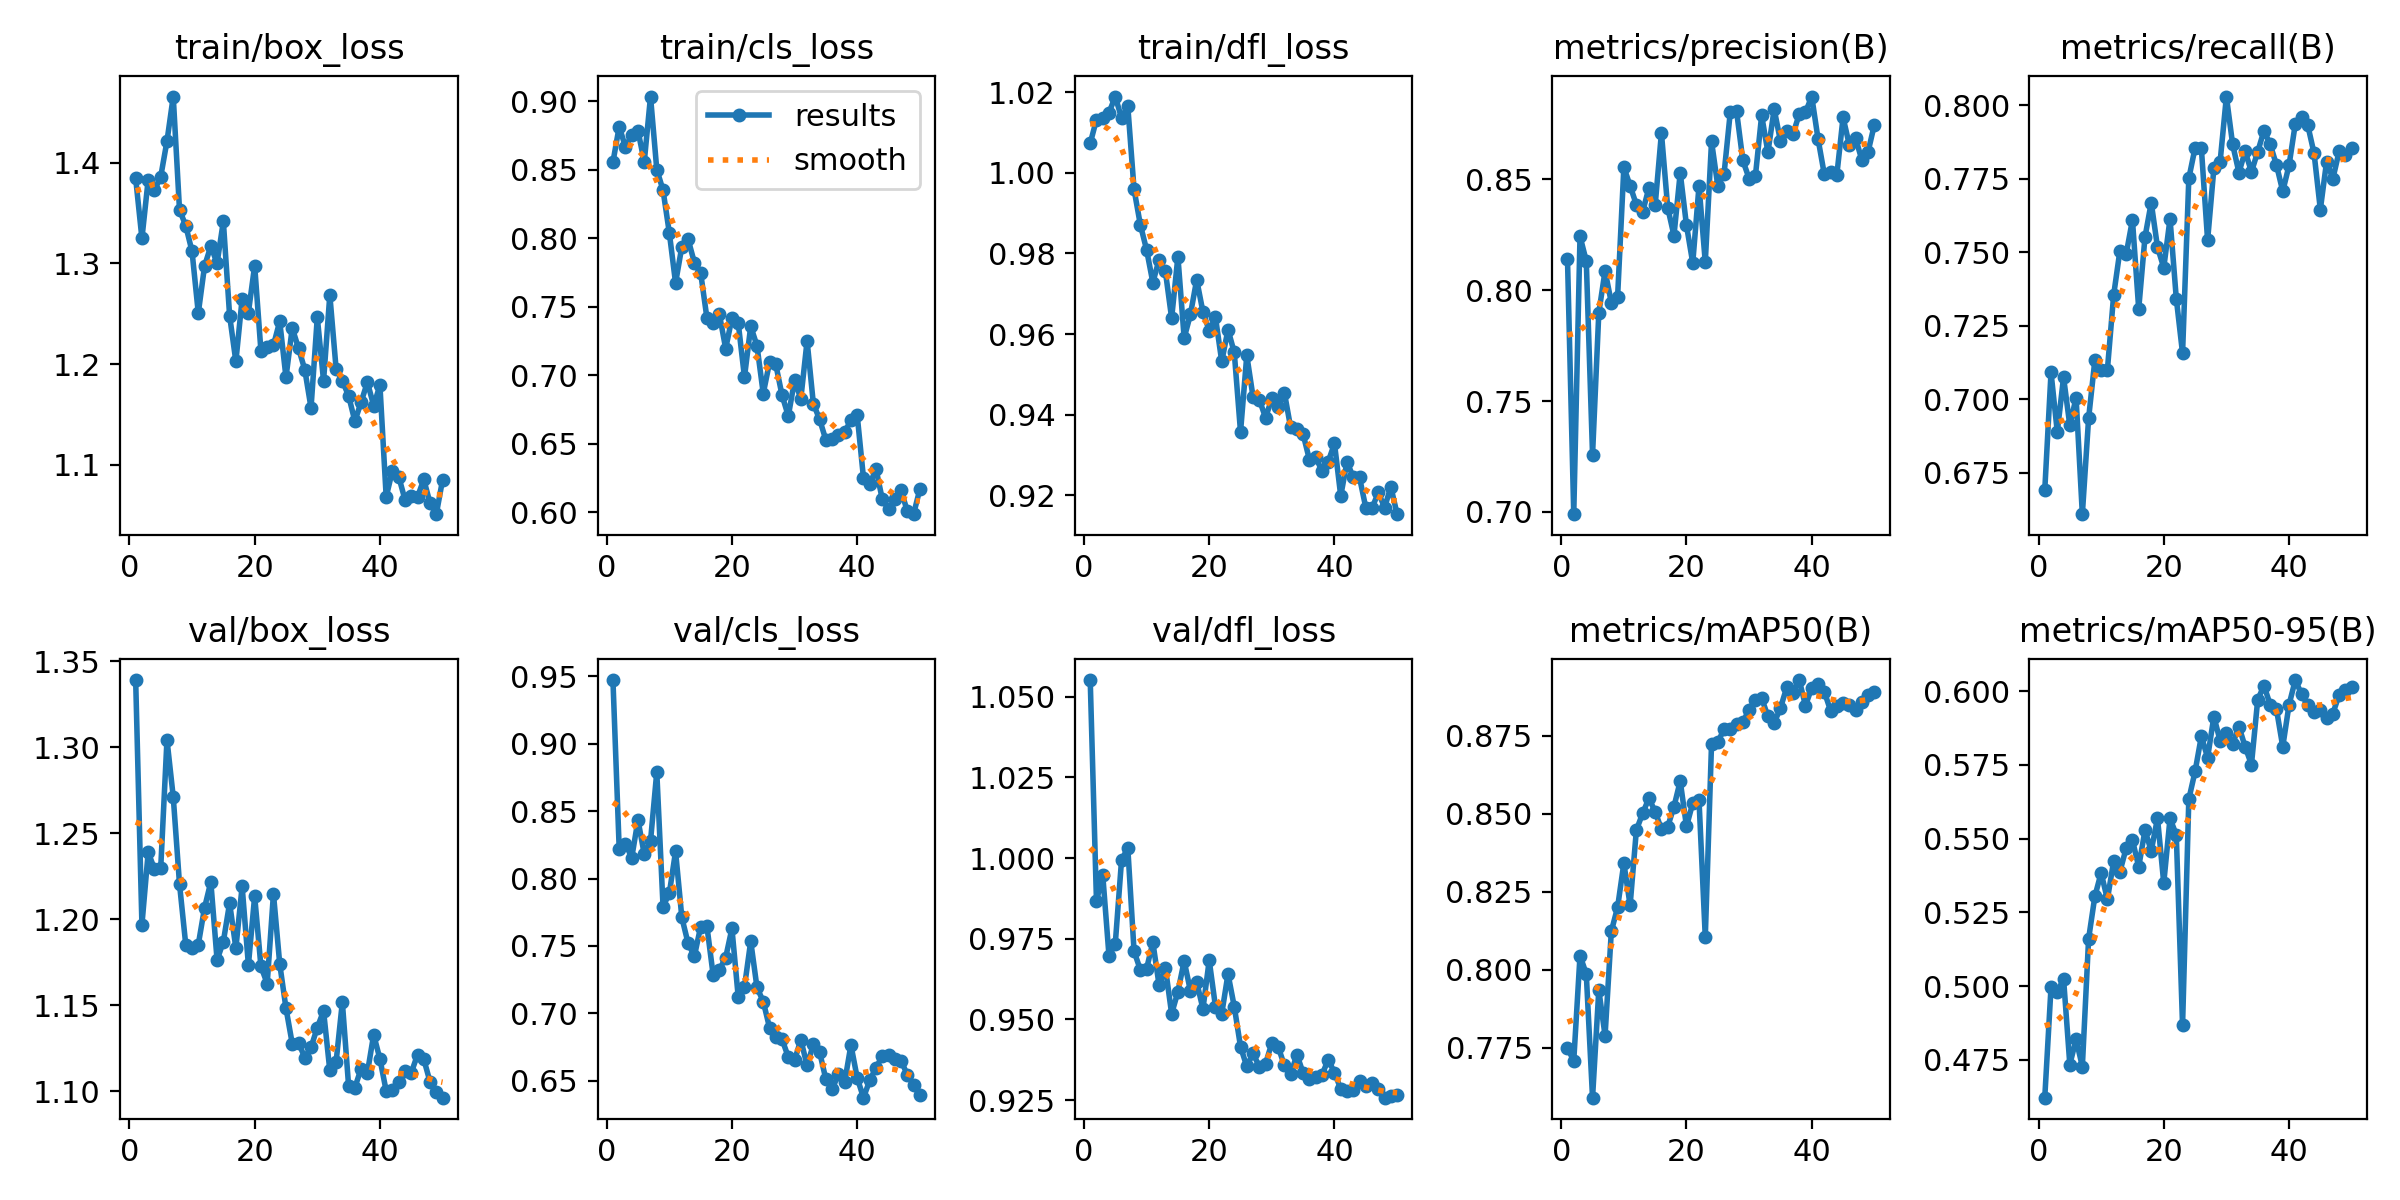 train/box_loss
train/cls_loss
train/dfl_loss
metrics/precision(B)
metrics/recall(B)
1.4
1.3
1.2
1.1
0 20 40
results
smooth
0.90
0.85
0.80
0.75
0.70
0.65
0.60
0 20 40
1.02
1.00
0.98
0.96
0.94
0.92
0 20 40
0.85
0.80
0.75
0.70
0 20 40
0.800
0.775
0.750
0.725
0.700
0.675
0 20 40
val/box_loss
val/cls_loss
val/dfl_loss
metrics/mAP50(B)
metrics/mAP50-95(B)
1.35
1.30
1.25
1.20
1.15
1.10
0 20 40
0.95
0.90
0.85
0.80
0.75
0.70
0.65
0 20 40
1.050
1.025
1.000
0.975
0.950
0.925
0 20 40
0.875
0.850
0.825
0.800
0.775
0 20 40
0.600
0.575
0.550
0.525
0.500
0.475
0 20 40